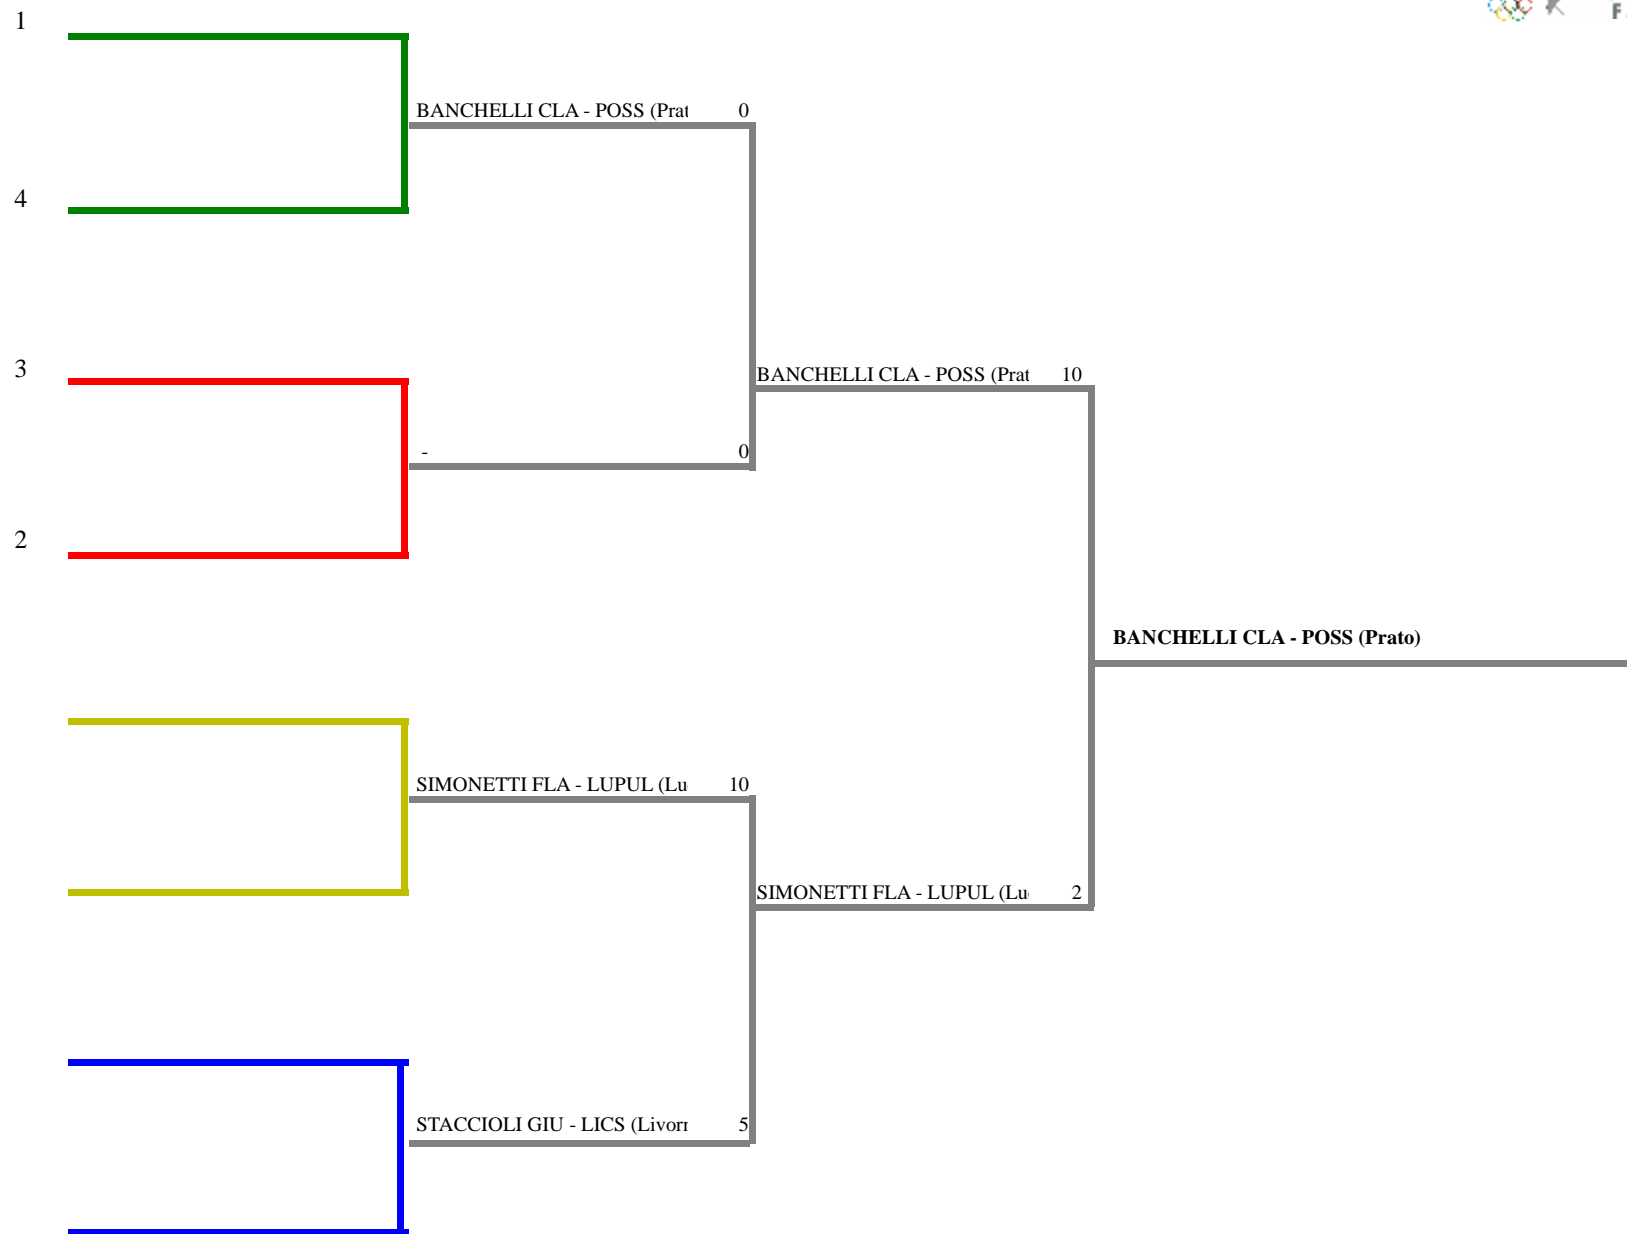 1
BANCHELLI CLA - POSS (Prat 0
4
3
BANCHELLI CLA - POSS (Prat 10
- 0
2
BANCHELLI CLA - POSS (Prato)
SIMONETTI FLA - LUPUL (Lu 10
SIMONETTI FLA - LUPUL (Lu 2
STACCIOLI GIU - LICS (Livor 5
F